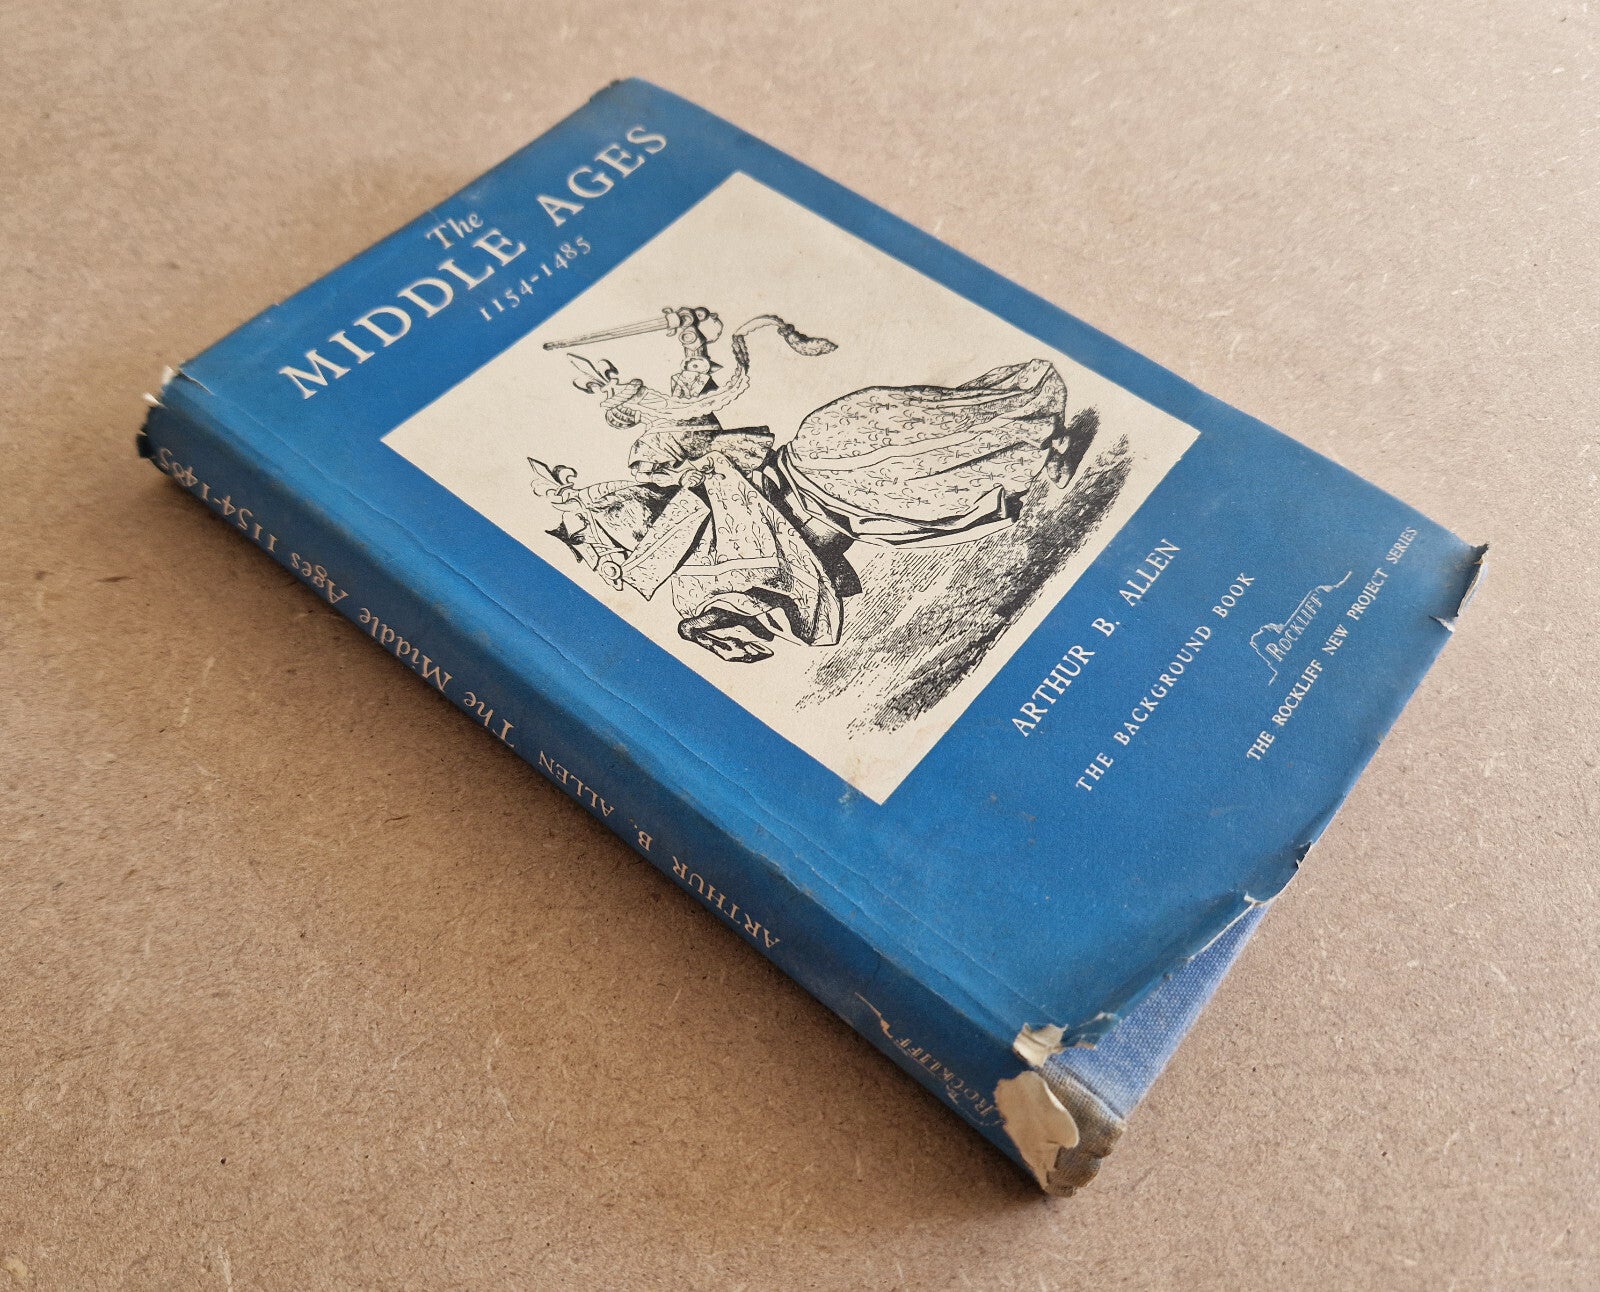 The
MIDDLE AGES
1154-1485
ARTHUR B. ALLEN
THE BACKGROUND BOOK
ROCKLIFF
THE ROCKLIFF NEW PROJECT SERIES
ARTHUR B. ALLEN The Middle Ages 1154-1485
ROCKLIFF